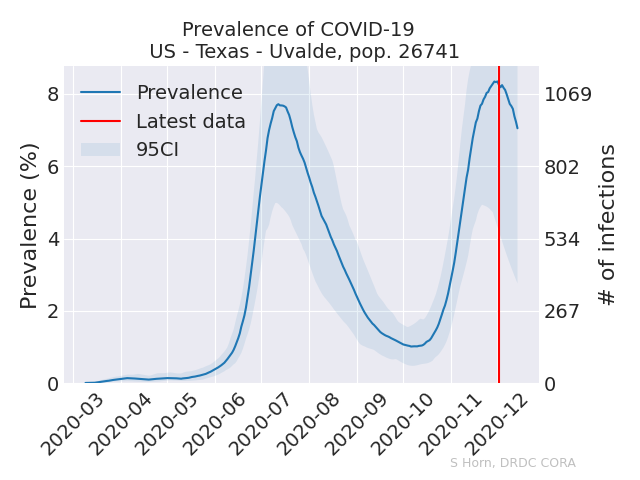 Prevalence of COVID-19
US - Texas - Uvalde, pop. 26741
Prevalence
Latest data
95CI
Prevalence (%)
8
6
4
2
0
1069
802
534
267
0
# of infections
2020-03
2020-04
2020-05
2020-06
2020-07
2020-08
2020-09
2020-10
2020-11
2020-12
S Horn, DRDC CORA